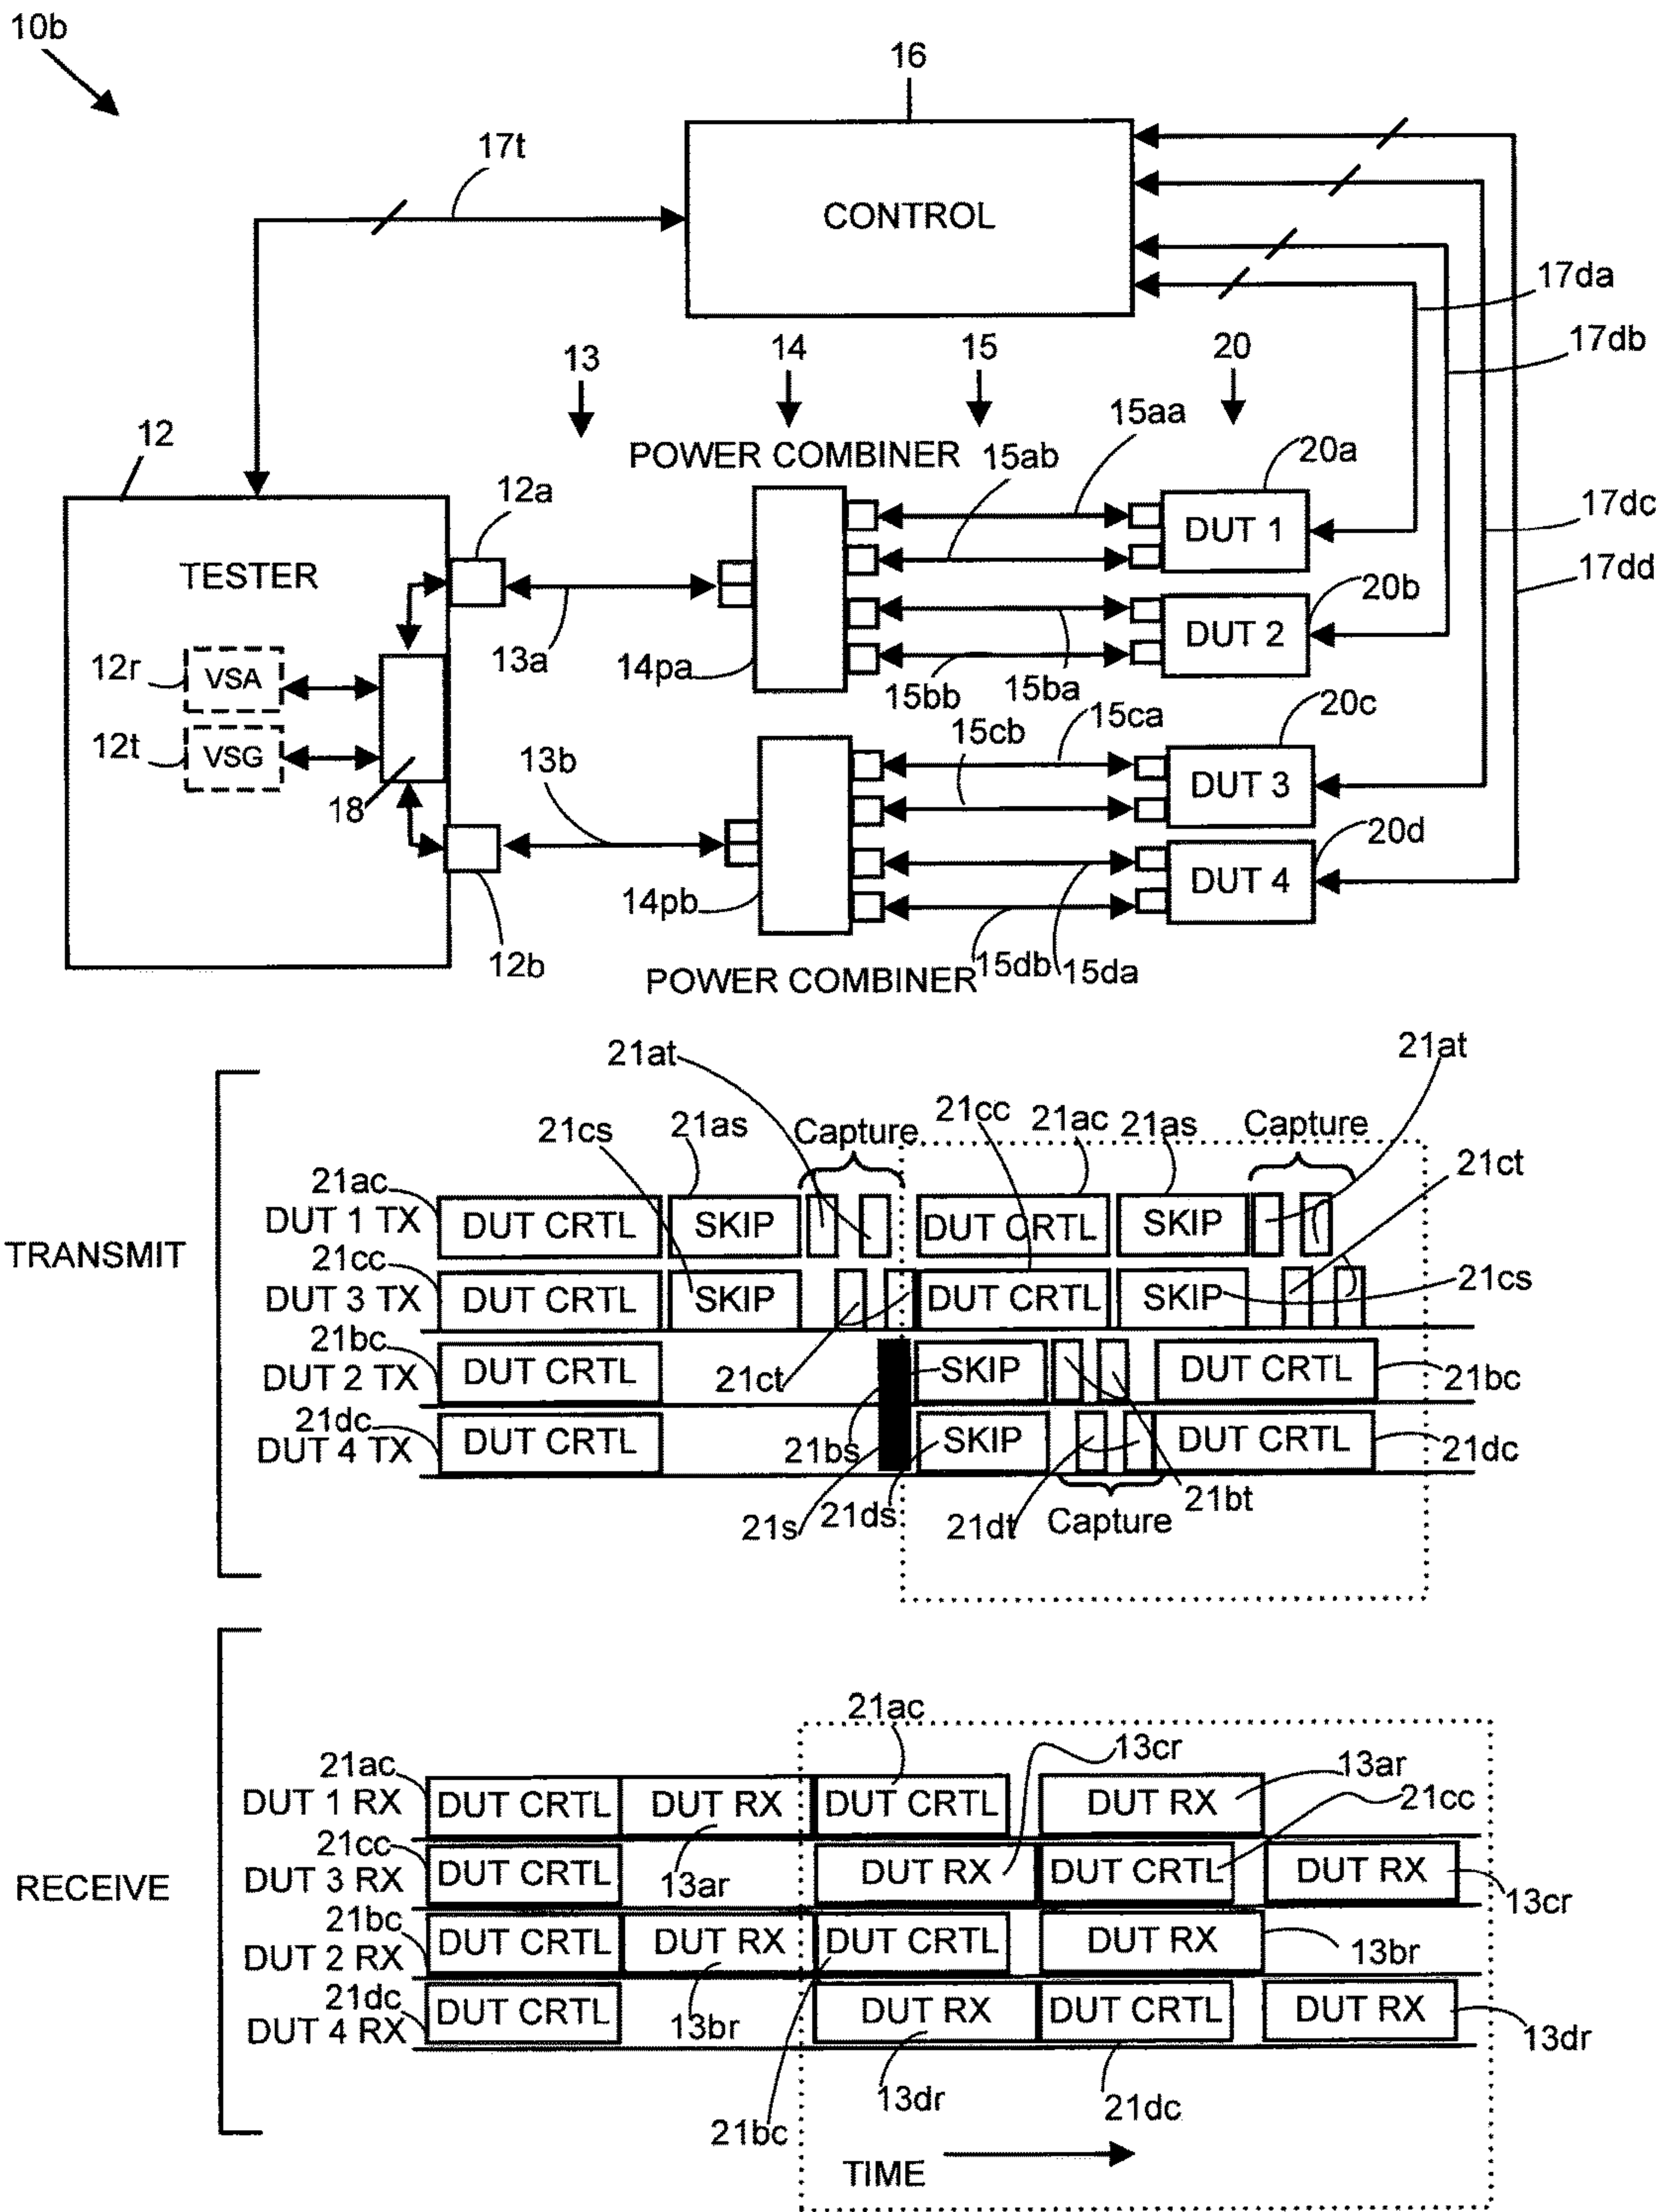 10b
16
17t
CONTROL
17da
17db
13
14
15
20
12
POWER COMBINER
15ab
15aa
20a
12a
17dc
DUT 1
TESTER
17dd
20b
DUT 2
12r
VSA
13a
14pa
15bb
15ba
15ca
20c
12t
VSG
13b
15cb
18
DUT 3
20d
14pb
DUT 4
12b
15db
15da
POWER COMBINER
21at
21at
21cs
21as
Capture
21cc
21ac
21as
Capture
21ct
21ac
DUT 1 TX
DUT CRTL
SKIP
DUT CRTL
SKIP
TRANSMIT
21cc
DUT 3 TX
DUT CRTL
SKIP
DUT CRTL
SKIP
21cs
21bc
DUT 2 TX
DUT CRTL
21ct
SKIP
DUT CRTL
21bc
21dc
DUT 4 TX
DUT CRTL
21bs
SKIP
DUT CRTL
21dc
21s
21ds
21dt
Capture
21bt
21ac
13cr
13ar
21cc
21ac
DUT 1 RX
DUT CRTL
DUT RX
DUT CRTL
DUT RX
21cc
DUT 3 RX
DUT CRTL
13ar
DUT RX
DUT CRTL
DUT RX
13cr
RECEIVE
21bc
DUT 2 RX
DUT CRTL
DUT RX
DUT CRTL
DUT RX
13br
21dc
DUT 4 RX
DUT CRTL
13br
DUT RX
DUT CRTL
DUT RX
13dr
13dr
21dc
21bc
TIME